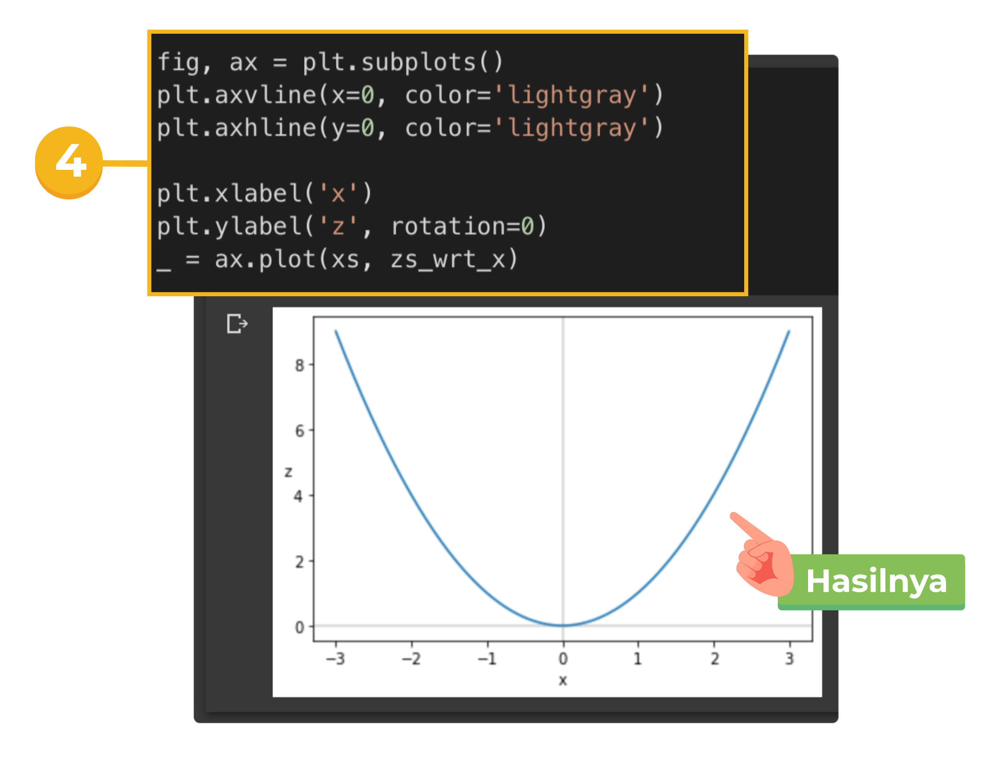 fig, ax = plt.subplots()
plt.axvline(x=0, color='lightgray')
plt.axhline(y=0, color='lightgray')
4
plt.xlabel('x')
plt.ylabel('z', rotation=0)
_ = ax.plot(xs, zs_wrt_x)
8
6
z
4
2
0
−3 −2 −1 0 1 2 3
x
Hasilnya